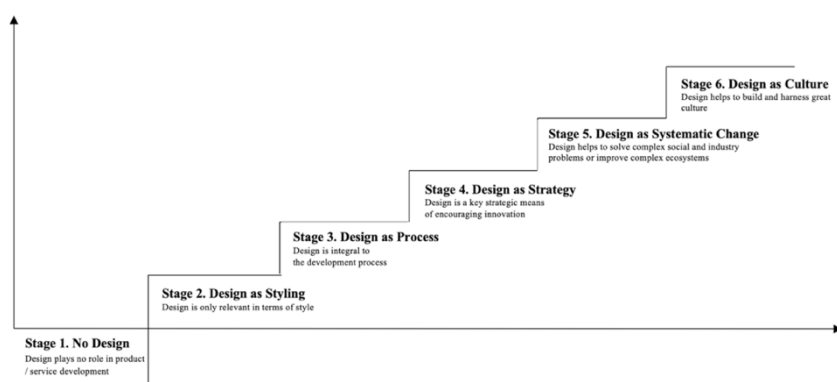 Stage 6. Design as Culture
Design helps to build and harness great
culture
Stage 5. Design as Systematic Change
Design helps to solve complex social and industry
problems or improve complex ecosystems
Stage 4. Design as Strategy
Design is a key strategic means
of encouraging innovation
Stage 3. Design as Process
Design is integral to
the development process
Stage 2. Design as Styling
Design is only relevant in terms of style
Stage 1. No Design
Design plays no role in product
/ service development